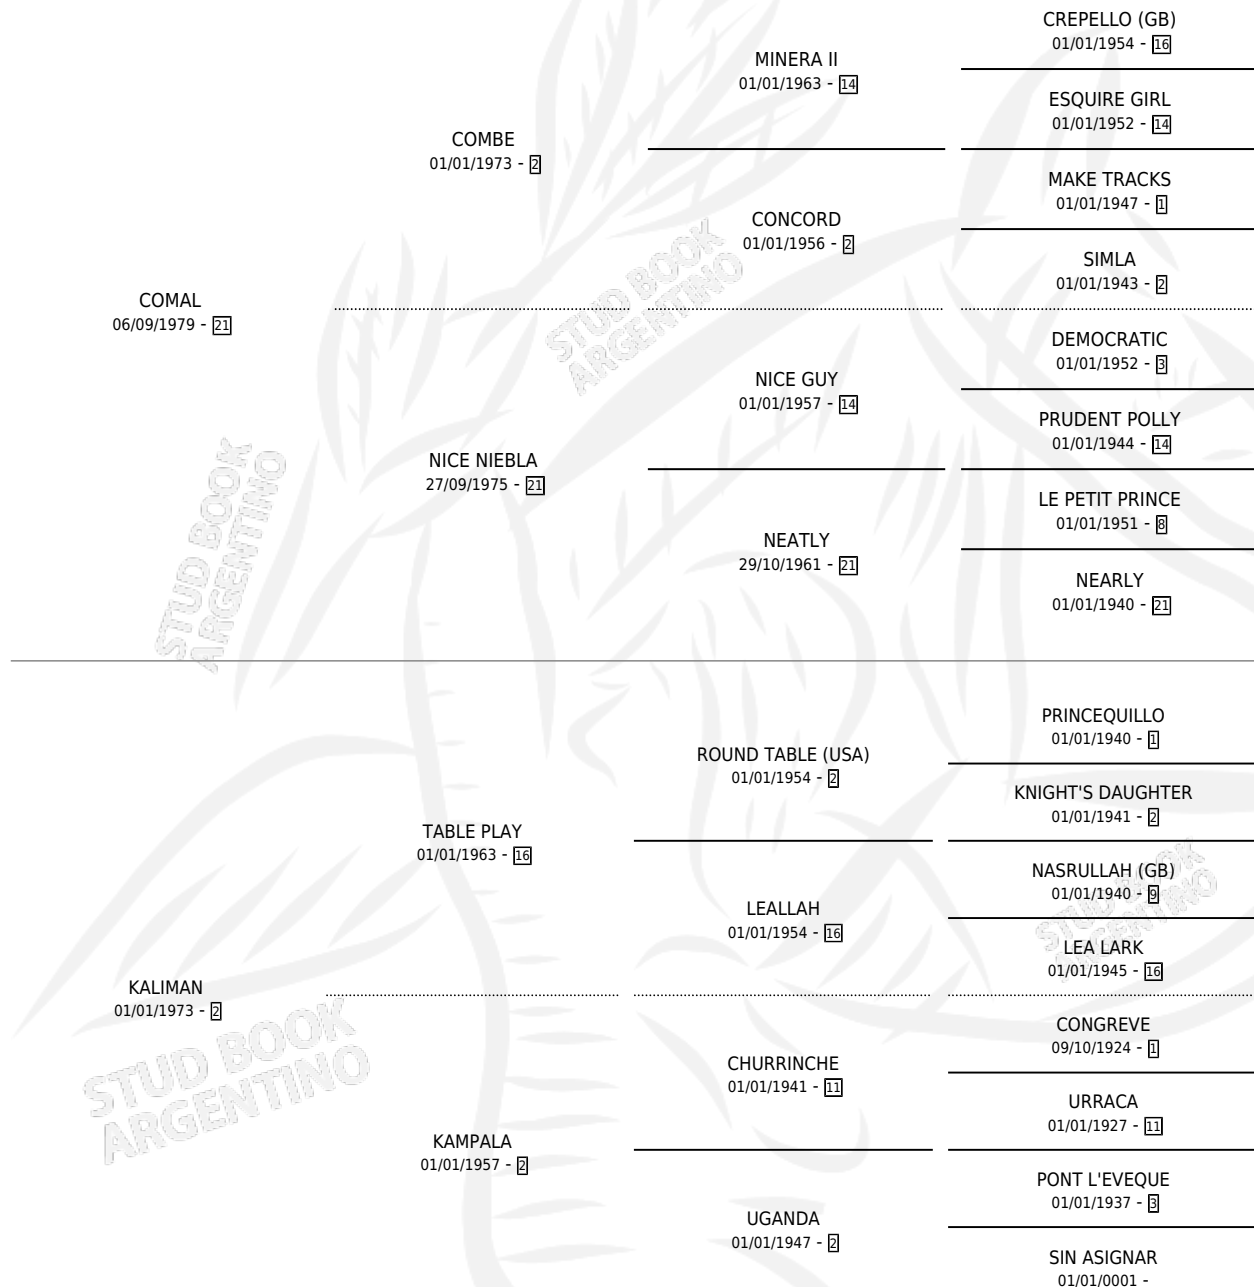 CREPELLO (GB)
01/01/1954 - 16
MINERA II
01/01/1963 - 14
ESQUIRE GIRL
01/01/1952 - 14
COMBE
01/01/1973 - 2
MAKE TRACKS
01/01/1947 - 1
CONCORD
01/01/1956 - 2
SIMLA
01/01/1943 - 2
COMAL
06/09/1979 - 21
DEMOCRATIC
01/01/1952 - 3
NICE GUY
01/01/1957 - 14
PRUDENT POLLY
01/01/1944 - 14
NICE NIEBLA
27/09/1975 - 21
LE PETIT PRINCE
01/01/1951 - 8
NEATLY
29/10/1961 - 21
NEARLY
01/01/1940 - 21
PRINCEQUILLO
01/01/1940 - 1
ROUND TABLE (USA)
01/01/1954 - 2
KNIGHT'S DAUGHTER
01/01/1941 - 2
TABLE PLAY
01/01/1963 - 16
NASRULLAH (GB)
01/01/1940 - 9
LEALLAH
01/01/1954 - 16
LEA LARK
01/01/1945 - 16
KALIMAN
01/01/1973 - 2
CONGREVE
09/10/1924 - 1
CHURRINCHE
01/01/1941 - 11
URRACA
01/01/1927 - 11
KAMPALA
01/01/1957 - 2
PONT L'EVEQUE
01/01/1937 - 3
UGANDA
01/01/1947 - 2
SIN ASIGNAR
01/01/0001 -
STUD BOOK
ARGENTINO
STUD BOOK
ARGENTINO
STUD BOOK
ARGENTINO
STUD BOOK
ARGENTINO